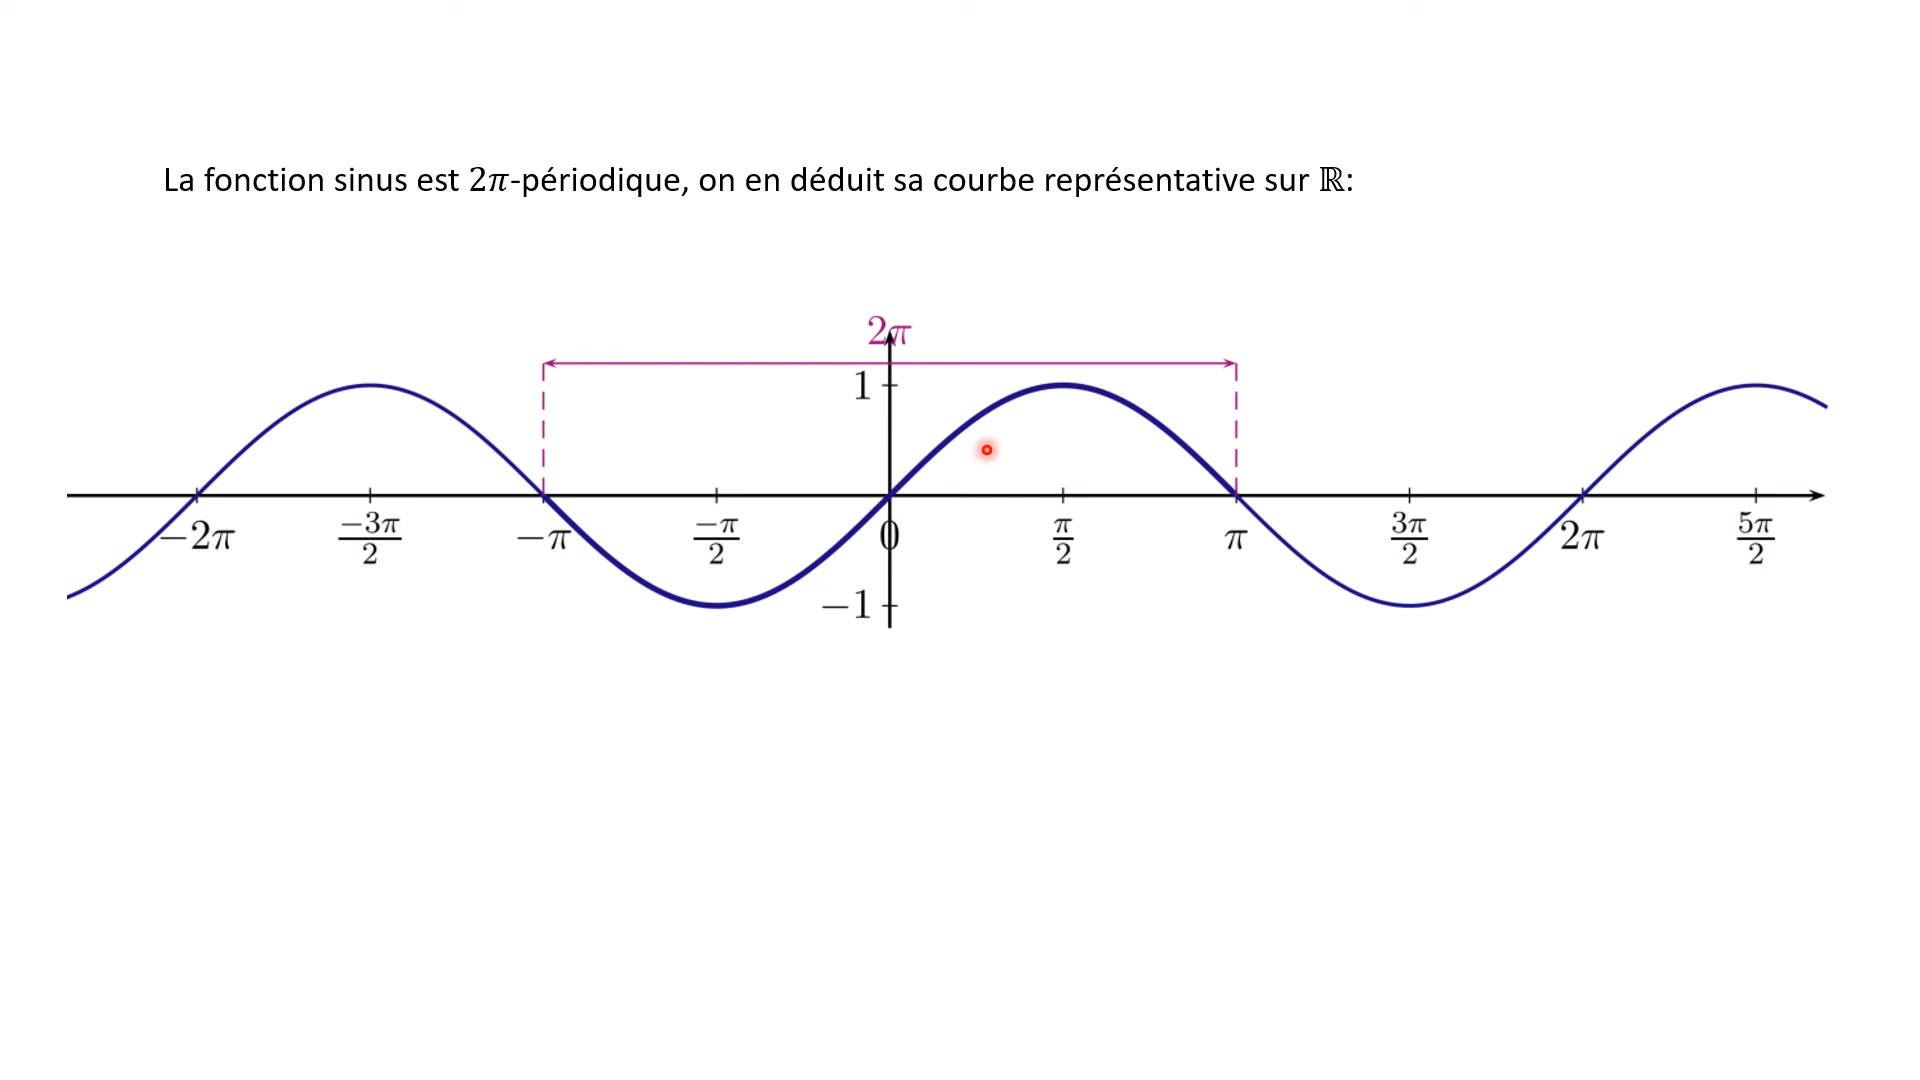 La fonction sinus est 2π-périodique, on en déduit sa courbe représentative sur ℝ:
2π
1
−2π −3π/2 −π −π/2 0 π/2 π 3π/2 2π 5π/2
−1